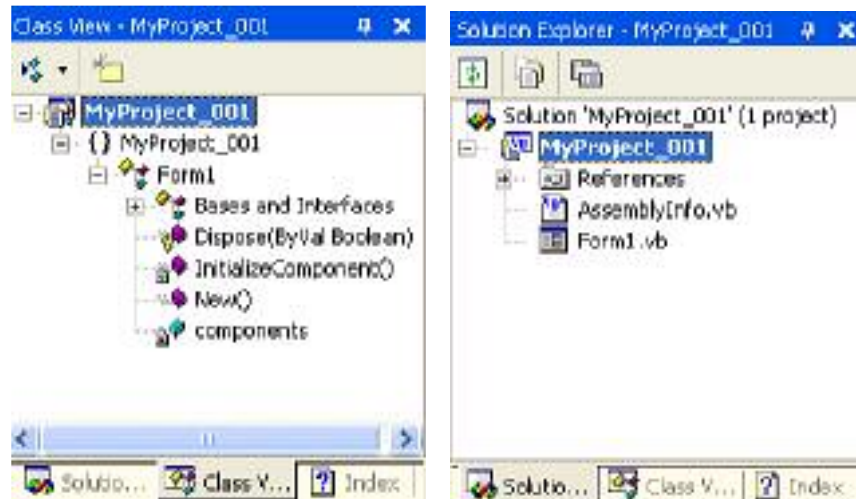 Class View - MyProject_001
MyProject_001
{} MyProject_001
Form1
Bases and Interfaces
Dispose(ByVal Boolean)
InitializeComponent()
New()
components
Solutio... Class V... Index
Solution Explorer - MyProject_001
Solution 'MyProject_001' (1 project)
MyProject_001
References
AssemblyInfo.vb
Form1.vb
Solutio... Class V... Index